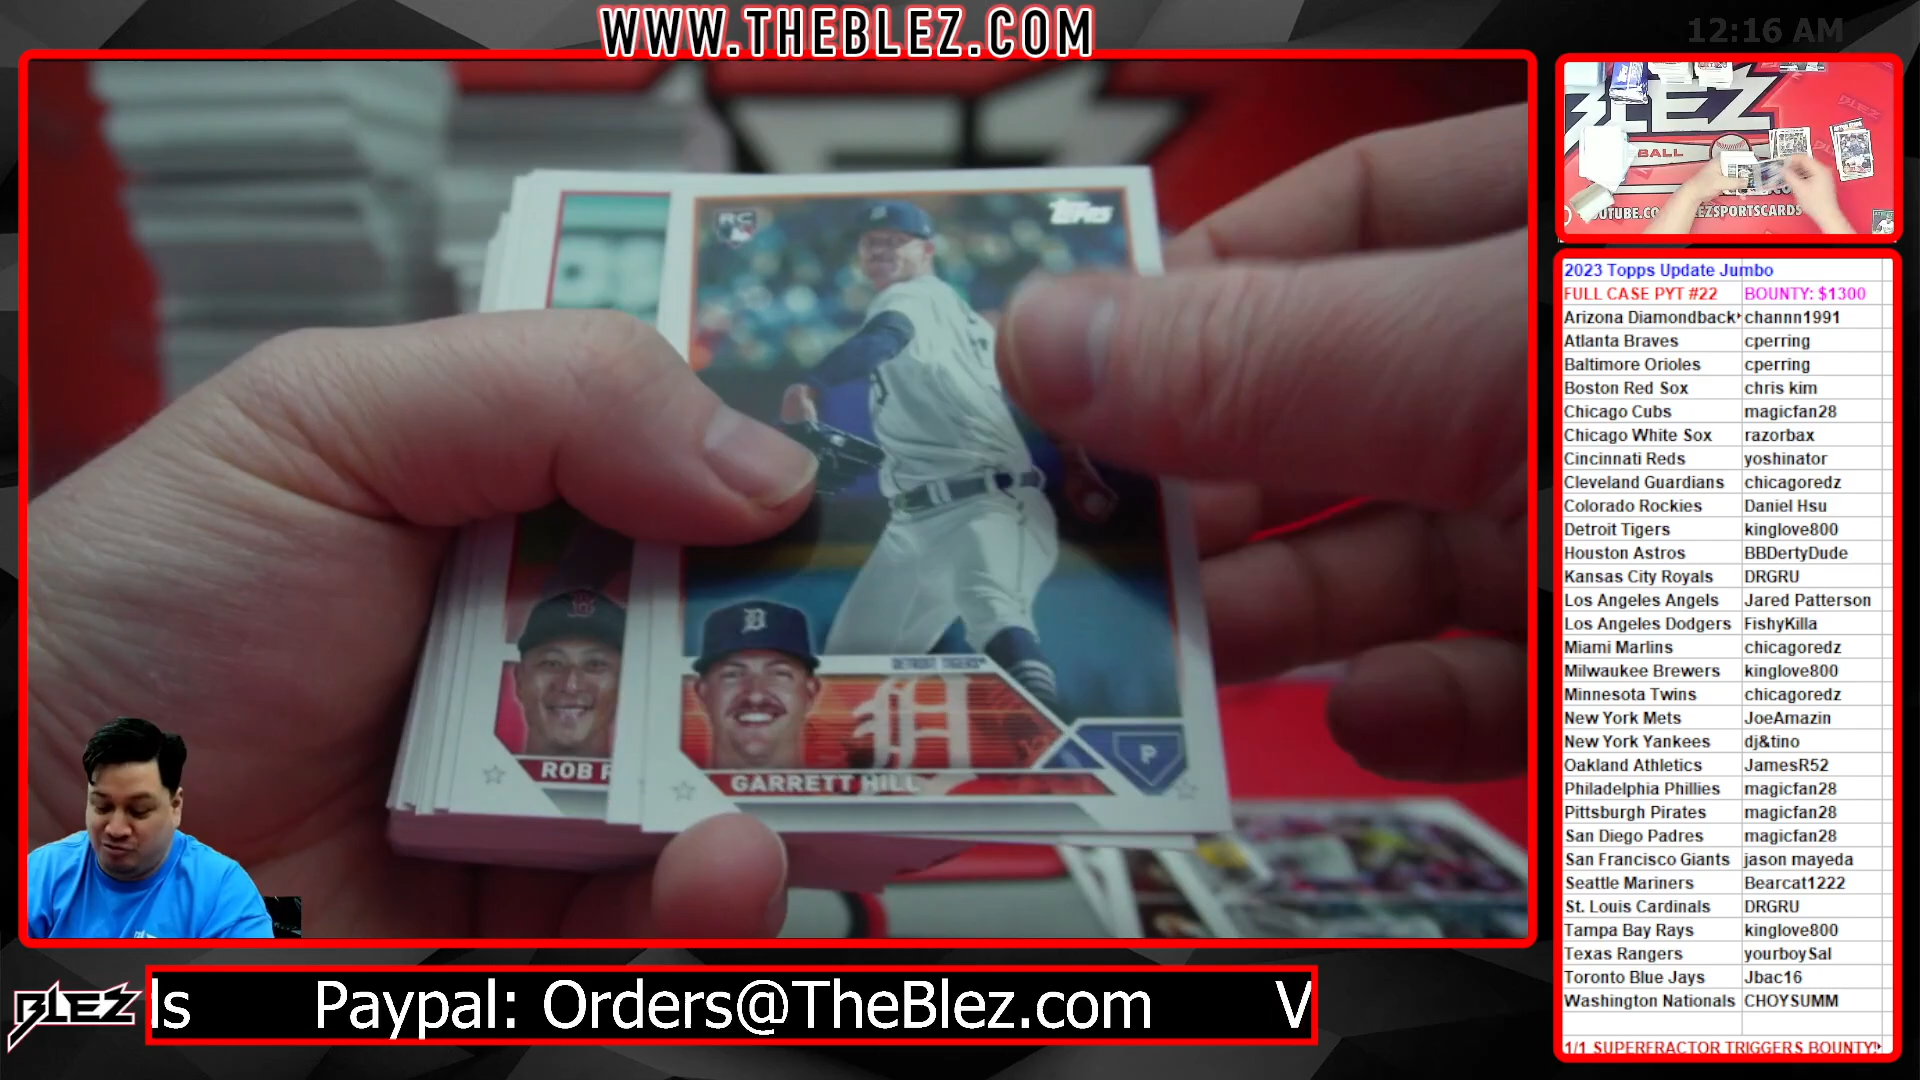 WWW.THEBLEZ.COM
12:16 AM
RC
Topps
DETROIT TIGERS
P
ROB
GARRETT HILL
BLEZ
BALL
EZSPORTSCARDS
2023 Topps Update Jumbo
FULL CASE PYT #22 BOUNTY: $1300
Arizona Diamondback channn1991
Atlanta Braves cperring
Baltimore Orioles cperring
Boston Red Sox chris kim
Chicago Cubs magicfan28
Chicago White Sox razorbax
Cincinnati Reds yoshinator
Cleveland Guardians chicagoredz
Colorado Rockies Daniel Hsu
Detroit Tigers kinglove800
Houston Astros BBDertyDude
Kansas City Royals DRGRU
Los Angeles Angels Jared Patterson
Los Angeles Dodgers FishyKilla
Miami Marlins chicagoredz
Milwaukee Brewers kinglove800
Minnesota Twins chicagoredz
New York Mets JoeAmazin
New York Yankees dj&tino
Oakland Athletics JamesR52
Philadelphia Phillies magicfan28
Pittsburgh Pirates magicfan28
San Diego Padres magicfan28
San Francisco Giants jason mayeda
Seattle Mariners Bearcat1222
St. Louis Cardinals DRGRU
Tampa Bay Rays kinglove800
Texas Rangers yourboySal
Toronto Blue Jays Jbac16
Washington Nationals CHOYSUMM
1/1 SUPERFRACTOR TRIGGERS BOUNTY!
BLEZ
ds Paypal: Orders@TheBlez.com V